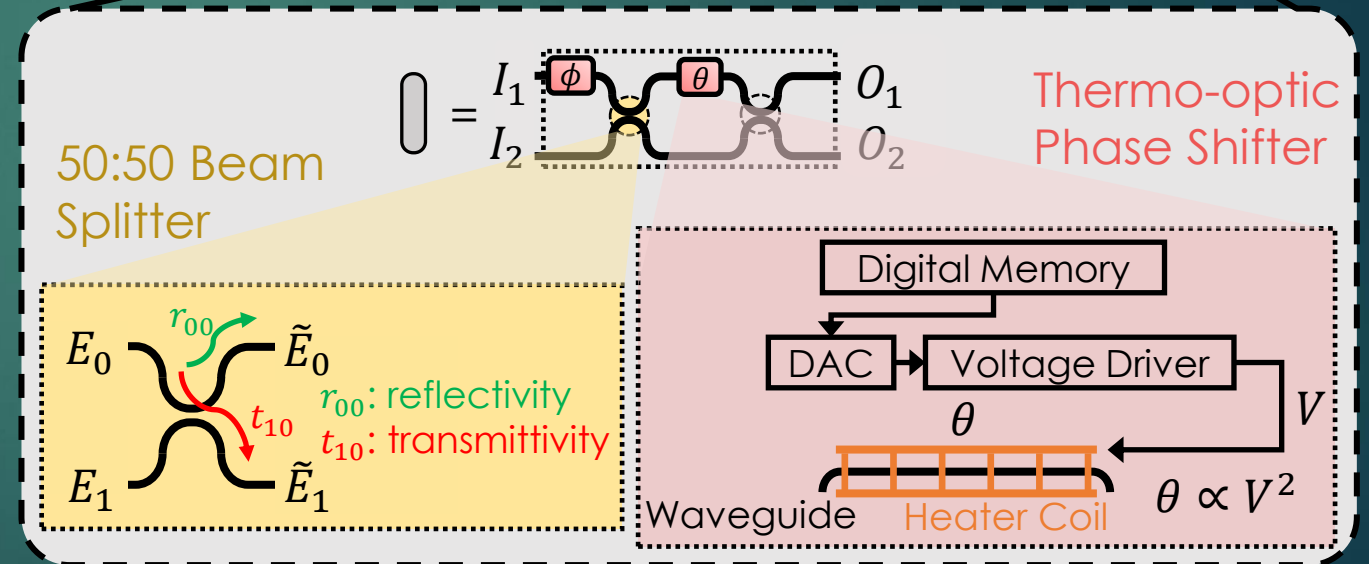 I₁ ϕ θ O₁
=
I₂ O₂
Thermo-optic
Phase Shifter
50:50 Beam
Splitter
r₀₀
E₀ Ẽ₀
r₀₀: reflectivity
t₁₀
t₁₀: transmittivity
E₁ Ẽ₁
Digital Memory
DAC Voltage Driver
V
θ
θ ∝ V²
Waveguide Heater Coil